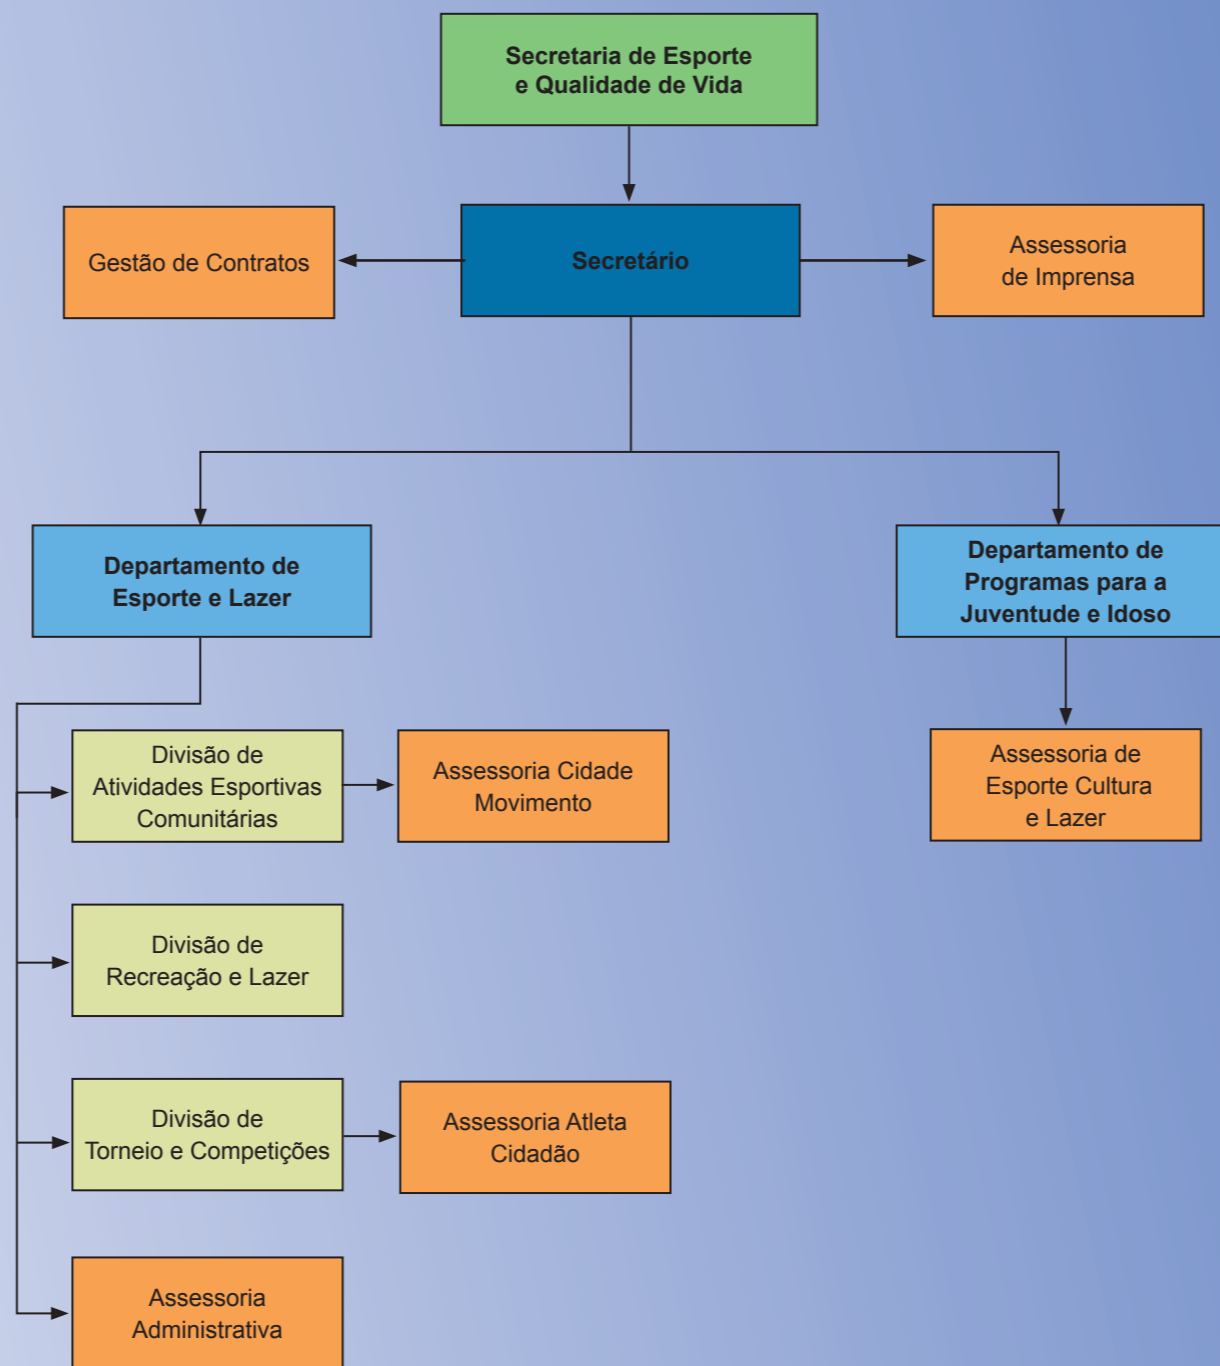 Secretaria de Esporte
e Qualidade de Vida
Gestão de Contratos
Secretário
Assessoria
de Imprensa
Departamento de
Esporte e Lazer
Departamento de
Programas para a
Juventude e Idoso
Divisão de
Atividades Esportivas
Comunitárias
Assessoria Cidade
Movimento
Assessoria de
Esporte Cultura
e Lazer
Divisão de
Recreação e Lazer
Divisão de
Torneio e Competições
Assessoria Atleta
Cidadão
Assessoria
Administrativa